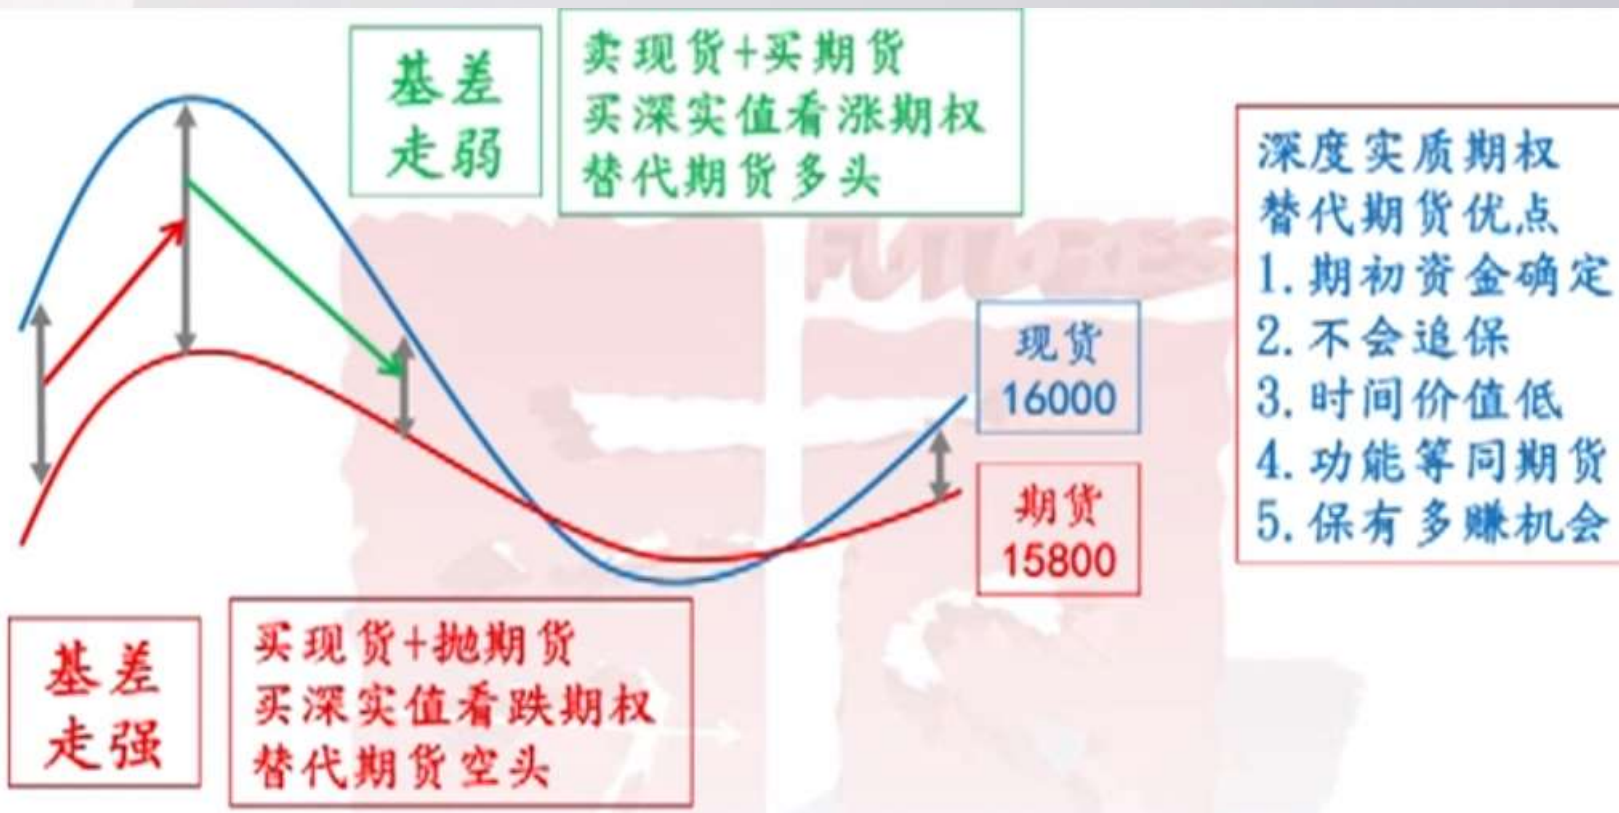 基差
走弱
卖现货+买期货
买深实值看涨期权
替代期货多头
深度实质期权
替代期货优点
1.期初资金确定
2.不会追保
3.时间价值低
4.功能等同期货
5.保有多赚机会
FUTURES
现货
16000
期货
15800
基差
走强
买现货+抛期货
买深实值看跌期权
替代期货空头